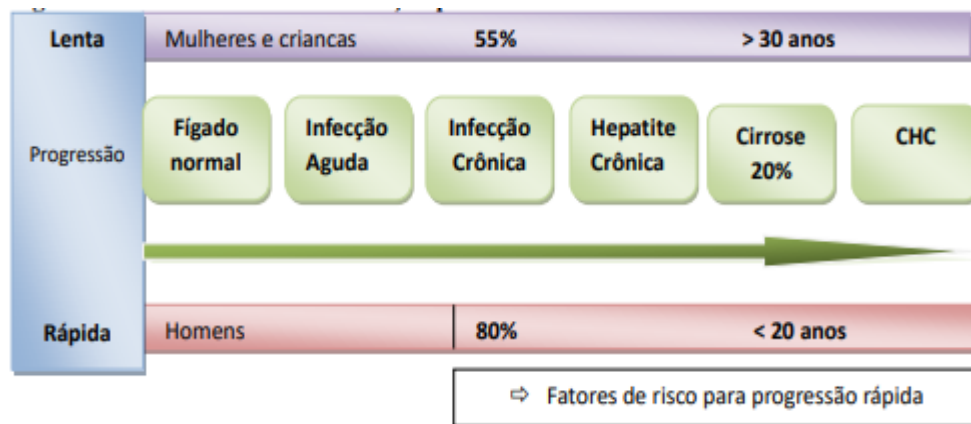 Lenta Mulheres e criancas 55% > 30 anos
Progressão
Fígado normal
Infecção Aguda
Infecção Crônica
Hepatite Crônica
Cirrose 20%
CHC
Rápida Homens 80% < 20 anos
⇨ Fatores de risco para progressão rápida